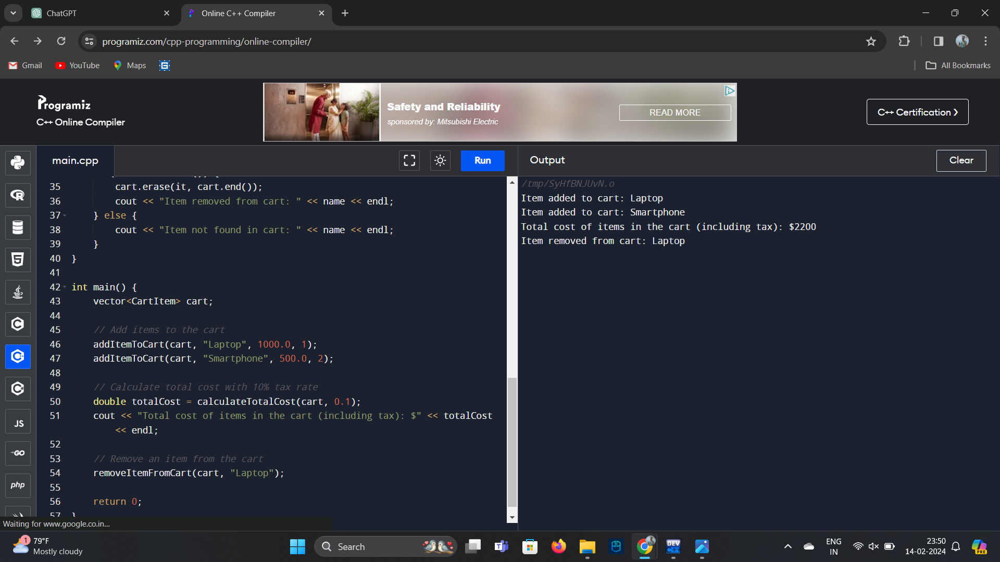 ChatGPT
Online C++ Compiler
programiz.com/cpp-programming/online-compiler/
Gmail
YouTube
Maps
G
All Bookmarks
Programiz
C++ Online Compiler
Safety and Reliability
sponsored by: Mitsubishi Electric
READ MORE
C++ Certification ❯
main.cpp
Run
Output
Clear
35 cart.erase(it, cart.end());
36 cout << "Item removed from cart: " << name << endl;
37 } else {
38 cout << "Item not found in cart: " << name << endl;
39 }
40 }
41
42 int main() {
43 vector<CartItem> cart;
44
45 // Add items to the cart
46 addItemToCart(cart, "Laptop", 1000.0, 1);
47 addItemToCart(cart, "Smartphone", 500.0, 2);
48
49 // Calculate total cost with 10% tax rate
50 double totalCost = calculateTotalCost(cart, 0.1);
51 cout << "Total cost of items in the cart (including tax): $" << totalCost
<< endl;
52
53 // Remove an item from the cart
54 removeItemFromCart(cart, "Laptop");
55
56 return 0;
57 }
/tmp/SyHfBNJUvN.o
Item added to cart: Laptop
Item added to cart: Smartphone
Total cost of items in the cart (including tax): $2200
Item removed from cart: Laptop
R
5
C
C+
C#
JS
GO
php
Waiting for www.google.co.in...
1
79°F
Mostly cloudy
Search
T
DEV
C++
ENG
IN
23:50
14-02-2024
PRE